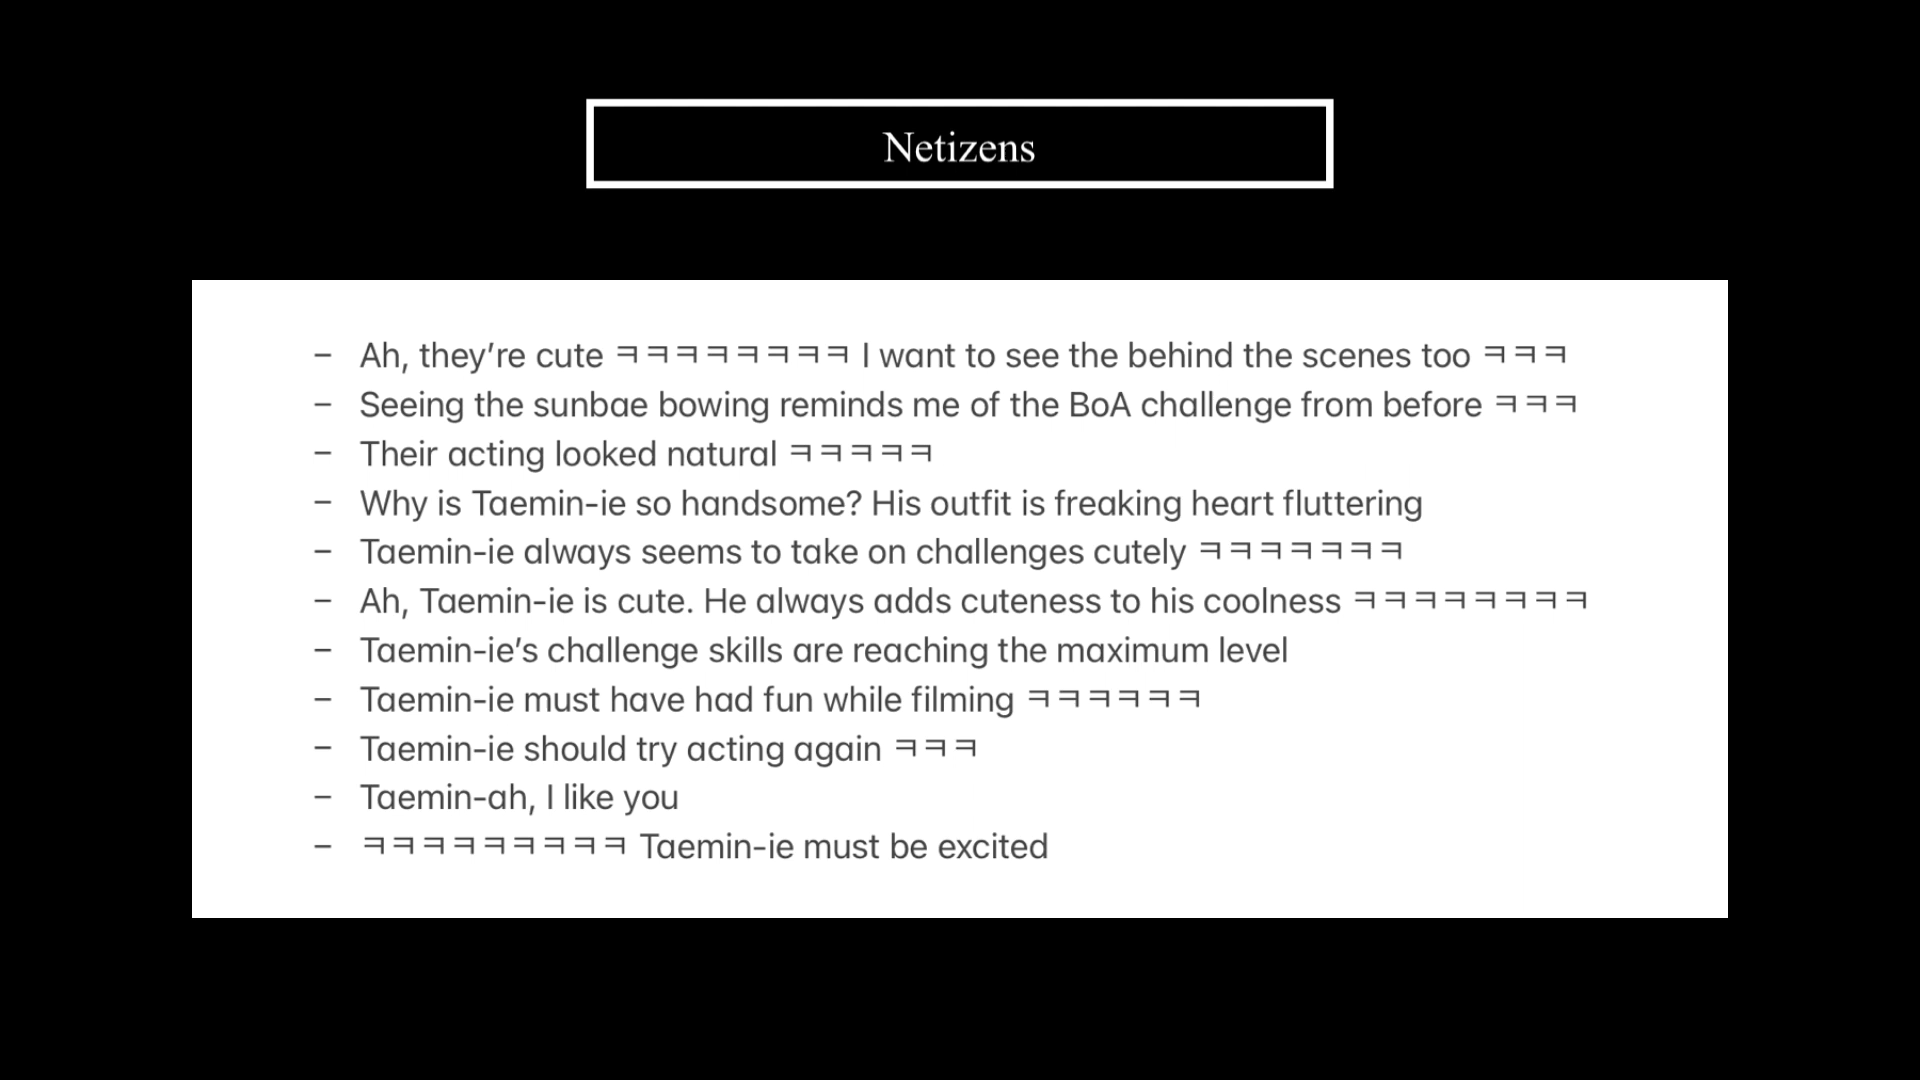 Netizens
– Ah, they’re cute ㅋㅋㅋㅋㅋㅋㅋㅋ I want to see the behind the scenes too ㅋㅋㅋ
– Seeing the sunbae bowing reminds me of the BoA challenge from before ㅋㅋㅋ
– Their acting looked natural ㅋㅋㅋㅋㅋ
– Why is Taemin-ie so handsome? His outfit is freaking heart fluttering
– Taemin-ie always seems to take on challenges cutely ㅋㅋㅋㅋㅋㅋㅋ
– Ah, Taemin-ie is cute. He always adds cuteness to his coolness ㅋㅋㅋㅋㅋㅋㅋㅋ
– Taemin-ie’s challenge skills are reaching the maximum level
– Taemin-ie must have had fun while filming ㅋㅋㅋㅋㅋㅋ
– Taemin-ie should try acting again ㅋㅋㅋ
– Taemin-ah, I like you
– ㅋㅋㅋㅋㅋㅋㅋㅋㅋ Taemin-ie must be excited